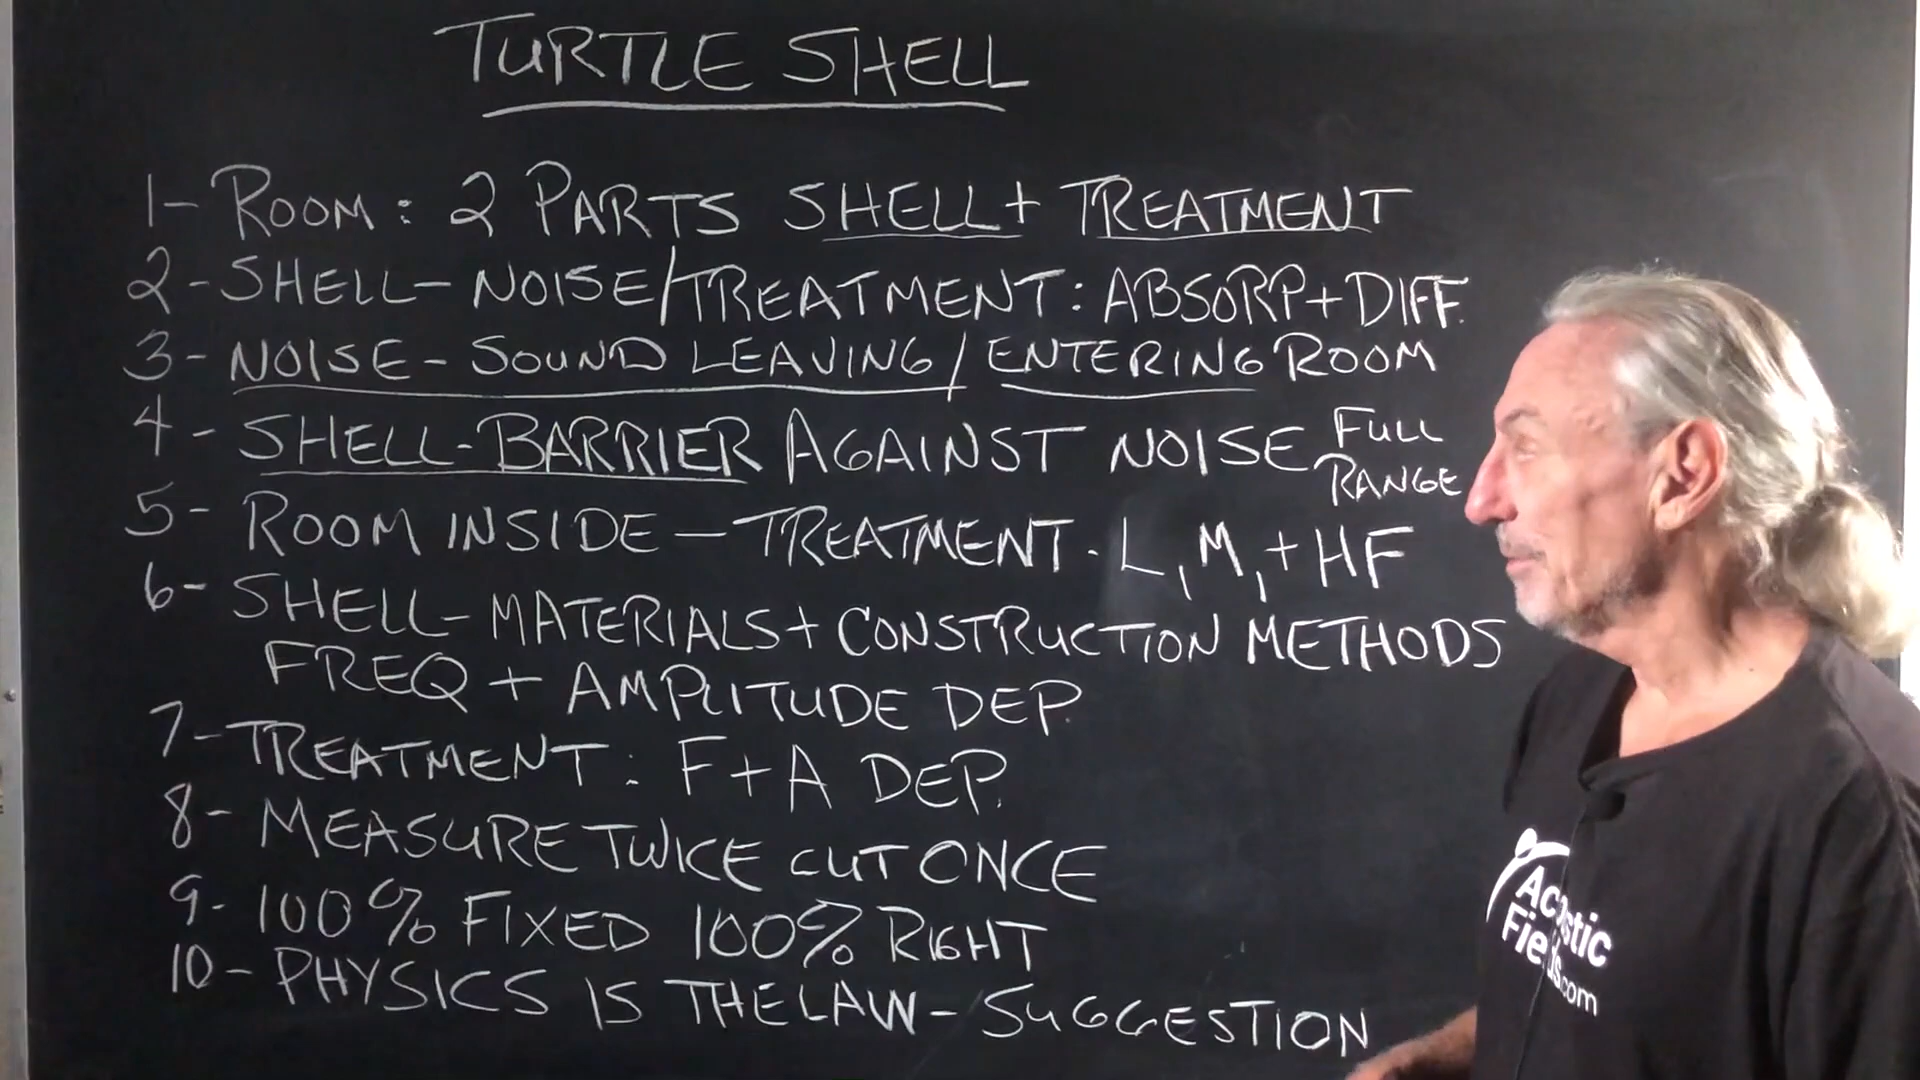 TURTLE SHELL
1- ROOM: 2 PARTS SHELL + TREATMENT
2- SHELL- NOISE/TREATMENT: ABSORP+DIFF.
3- NOISE- SOUND LEAVING/ENTERING ROOM
4- SHELL-BARRIER AGAINST NOISE FULL RANGE
5- ROOM INSIDE - TREATMENT. L, M, + HF
6- SHELL- MATERIALS + CONSTRUCTION METHODS
FREQ + AMPLITUDE DEP.
7- TREATMENT: F+A DEP.
8- MEASURE TWICE CUT ONCE
9- 100% FIXED 100% RIGHT
10- PHYSICS IS THE LAW - SUGGESTION
Acoustic
Fields.com